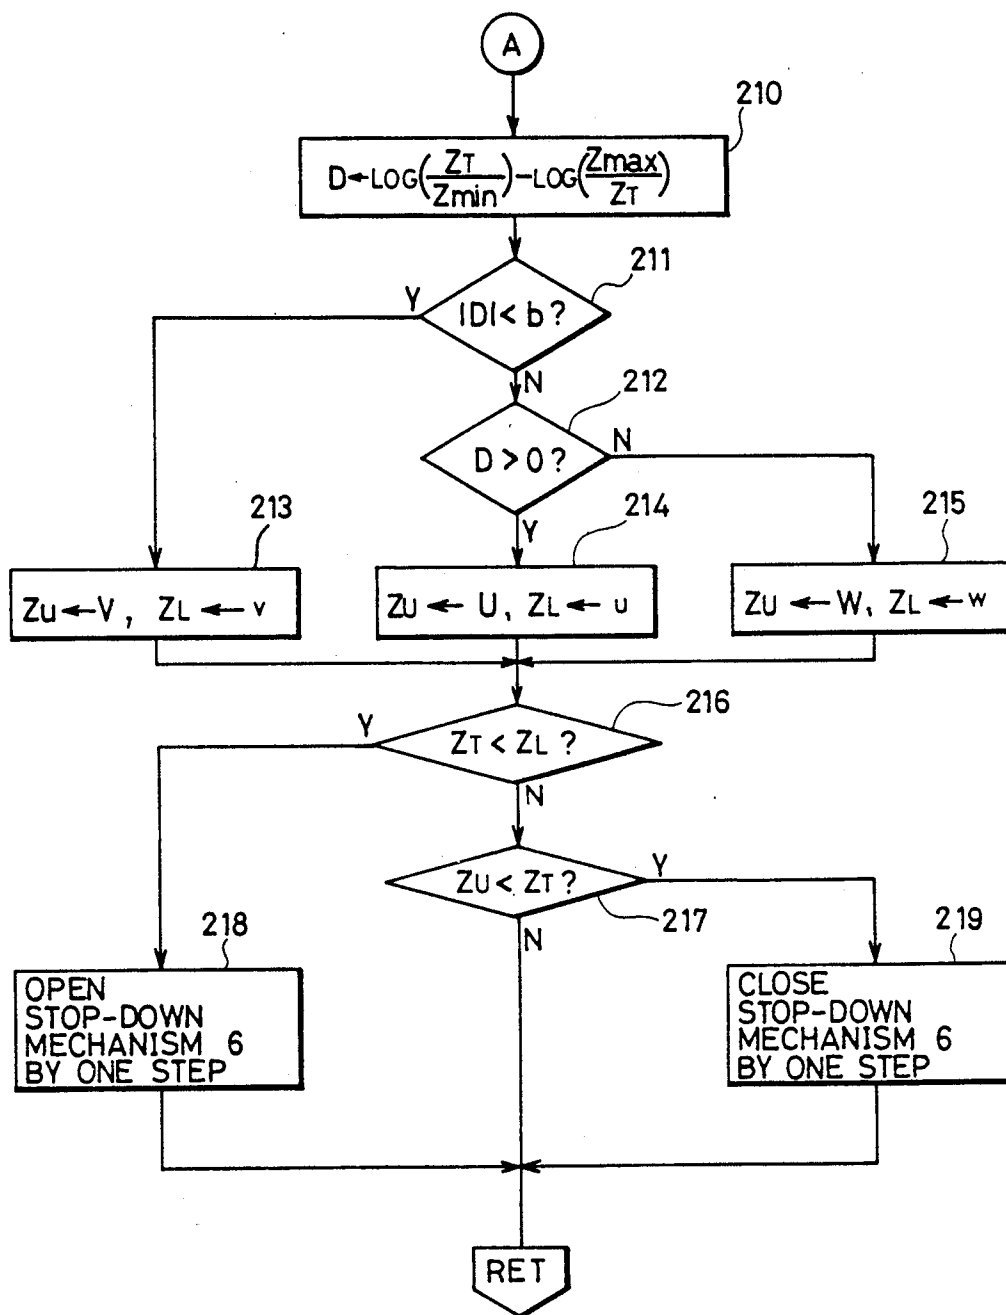 A
210
D←LOG(ZT/Zmin)-LOG(Zmax/ZT)
211
Y
|D|< b ?
N
212
N
D > 0 ?
213
214
215
Y
Zu←V, ZL←v
ZU←U, ZL←u
ZU←W, ZL←w
216
Y
ZT < ZL ?
N
Y
ZU < ZT ?
217
N
218
219
OPEN
STOP-DOWN
MECHANISM 6
BY ONE STEP
CLOSE
STOP-DOWN
MECHANISM 6
BY ONE STEP
RET